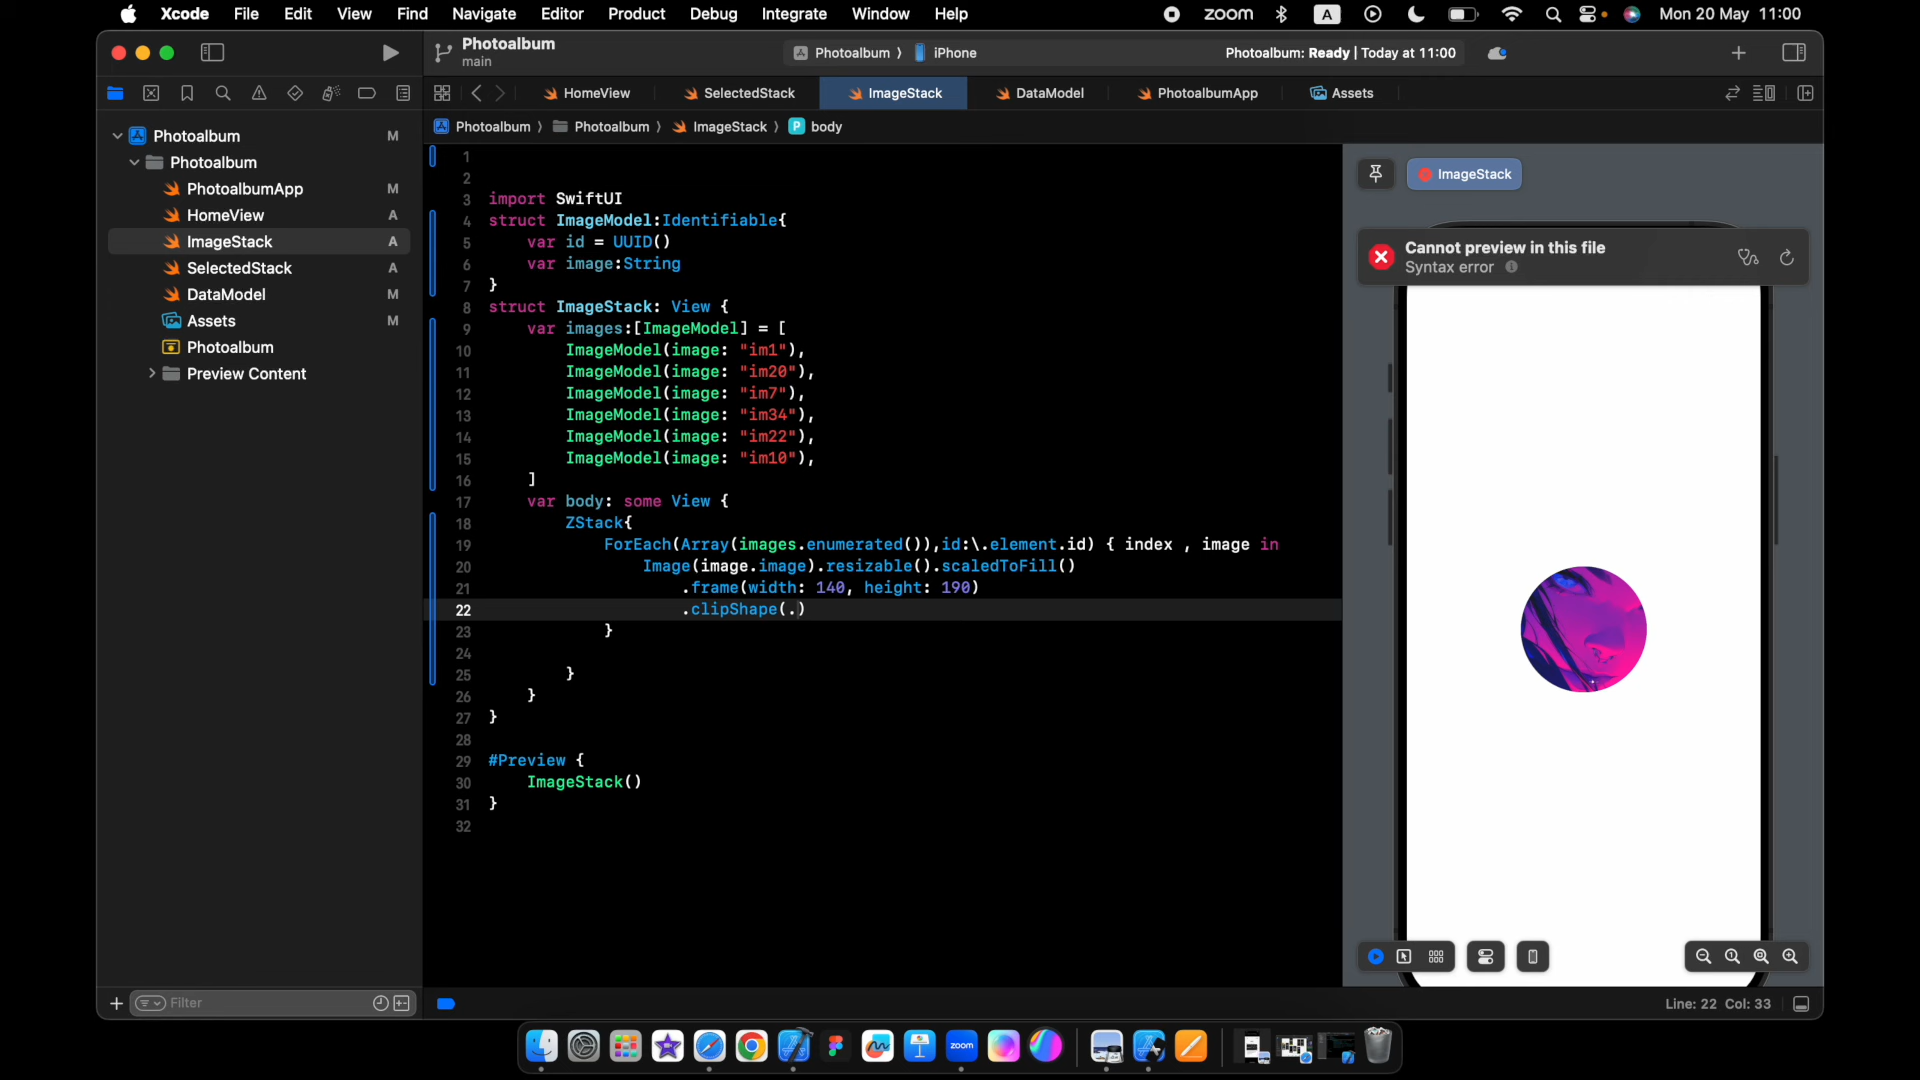 Xcode File Edit View Find Navigate Editor Product Debug Integrate Window Help zoom A Mon 20 May 11:00
Photoalbum
main
Photoalbum iPhone
Photoalbum: Ready | Today at 11:00
HomeView SelectedStack ImageStack DataModel PhotoalbumApp Assets
Photoalbum Photoalbum ImageStack P body
Photoalbum M
Photoalbum
PhotoalbumApp M
HomeView A
ImageStack A
SelectedStack A
DataModel M
Assets M
Photoalbum
Preview Content
1
2
3 import SwiftUI
4 struct ImageModel:Identifiable{
5 var id = UUID()
6 var image:String
7 }
8 struct ImageStack: View {
9 var images:[ImageModel] = [
10 ImageModel(image: "im1"),
11 ImageModel(image: "im20"),
12 ImageModel(image: "im7"),
13 ImageModel(image: "im34"),
14 ImageModel(image: "im22"),
15 ImageModel(image: "im10"),
16 ]
17 var body: some View {
18 ZStack{
19 ForEach(Array(images.enumerated()),id:\.element.id) { index , image in
20 Image(image.image).resizable().scaledToFill()
21 .frame(width: 140, height: 190)
22 .clipShape(.)
23 }
24
25 }
26 }
27 }
28
29 #Preview {
30 ImageStack()
31 }
32
ImageStack
Cannot preview in this file
Syntax error
Filter
Line: 22 Col: 33
zoom